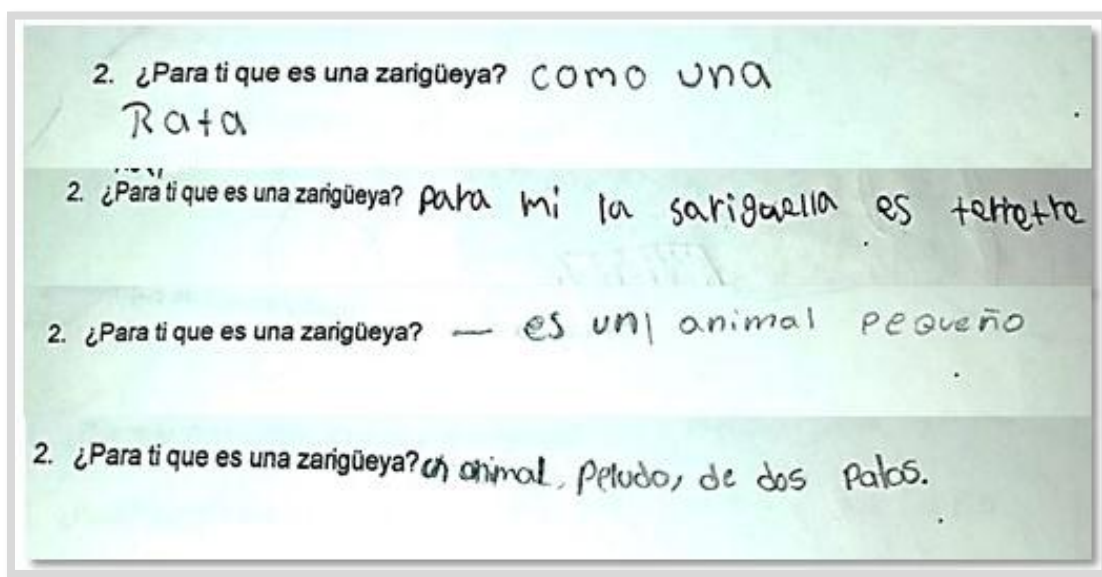 2. ¿Para ti que es una zarigüeya? como una
Rata
2. ¿Para ti que es una zarigüeya? para mi la sariguella es terretre
2. ¿Para ti que es una zarigüeya? — es un animal pequeño
2. ¿Para ti que es una zarigüeya? un animal, peludo, de dos patas.